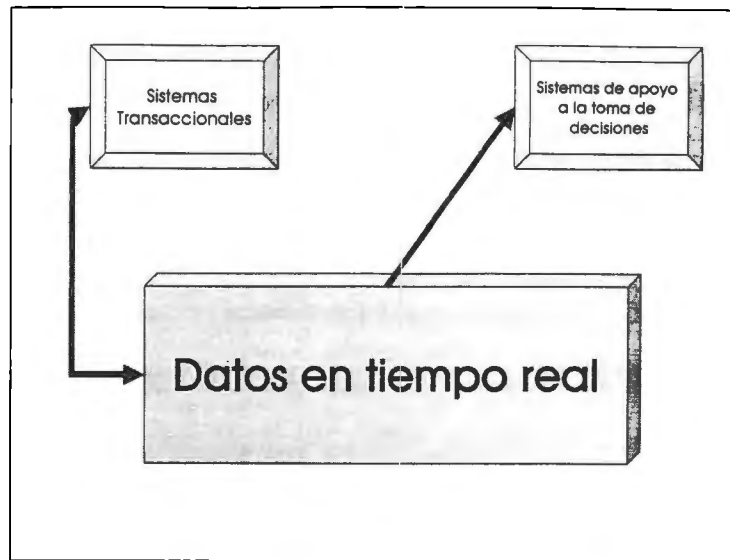 Sistemas
Transaccionales
Sistemas de apoyo
a la toma de
decisiones
Datos en tiempo real